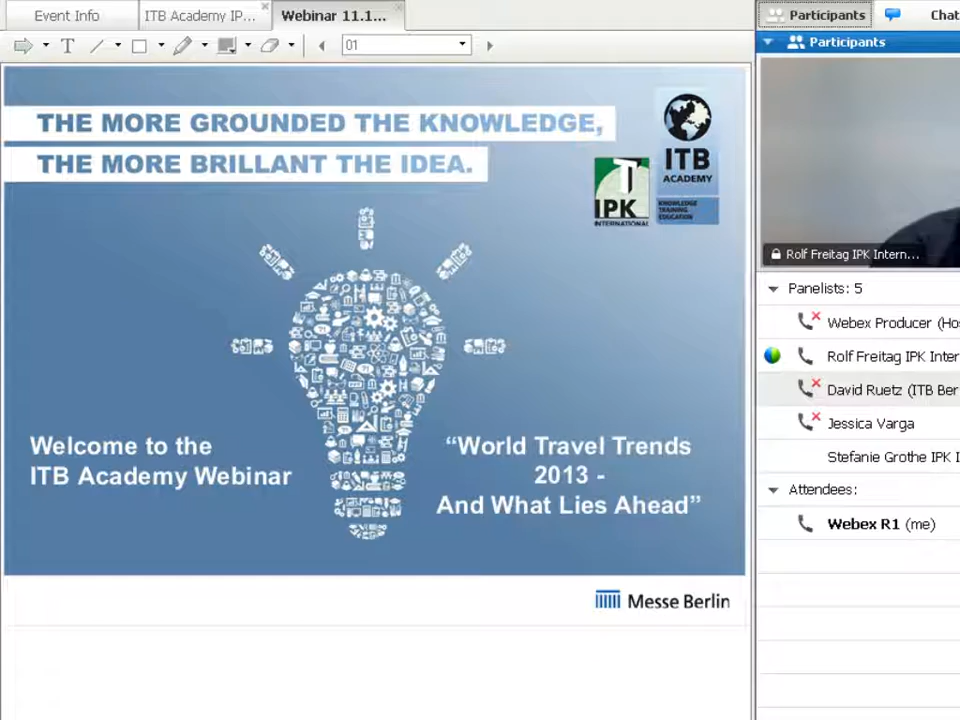 Event Info
ITB Academy IP...
Webinar 11.1...
Participants
Chat
T
01
Participants
THE MORE GROUNDED THE KNOWLEDGE,
THE MORE BRILLANT THE IDEA.
ITB
ACADEMY
KNOWLEDGE
TRAINING
EDUCATION
IPK
INTERNATIONAL
Rolf Freitag IPK Intern...
Panelists: 5
Webex Producer (Hos
Rolf Freitag IPK Inter
David Ruetz (ITB Ber
Jessica Varga
Stefanie Grothe IPK I
Attendees:
Webex R1 (me)
Welcome to the
ITB Academy Webinar
“World Travel Trends
2013 -
And What Lies Ahead”
Messe Berlin